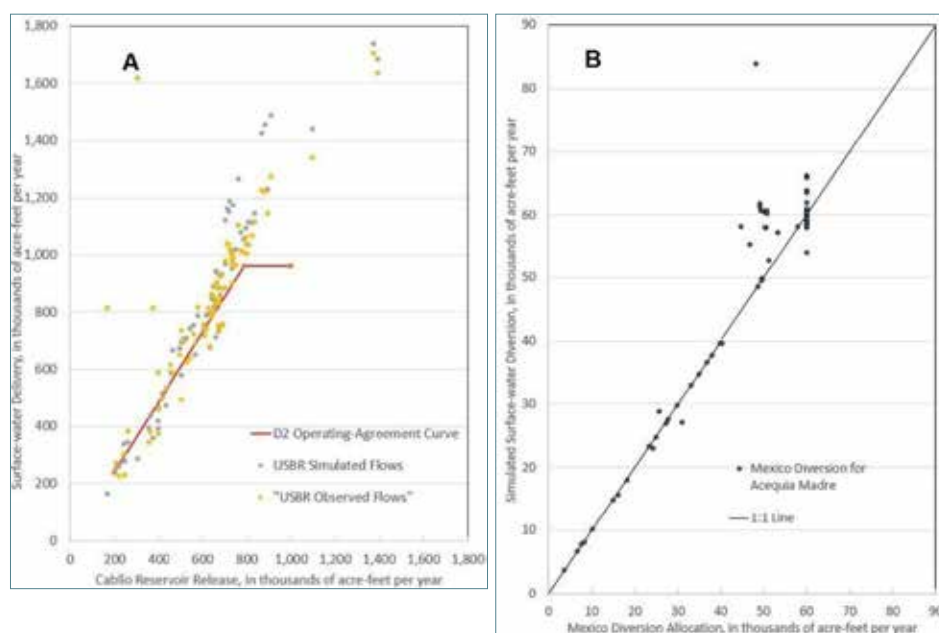 A
Surface-water Delivery, in thousands of acre-feet per year
1,800
1,600
1,400
1,200
1,000
800
600
400
200
0
D2 Operating-Agreement Curve
USBR Simulated Flows
"USBR Observed Flows"
0 200 400 600 800 1,000 1,200 1,400 1,600 1,800
Cabllo Reservoir Release, in thousands of acre-feet per year
B
Simulated Surface-water Diversion, in thousands of acre-feet per year
90
80
70
60
50
40
30
20
10
0
Mexico Diversion for
Acequia Madre
1:1 Line
0 10 20 30 40 50 60 70 80 90
Mexico Diversion Allocation, in thousands of acre-feet per year